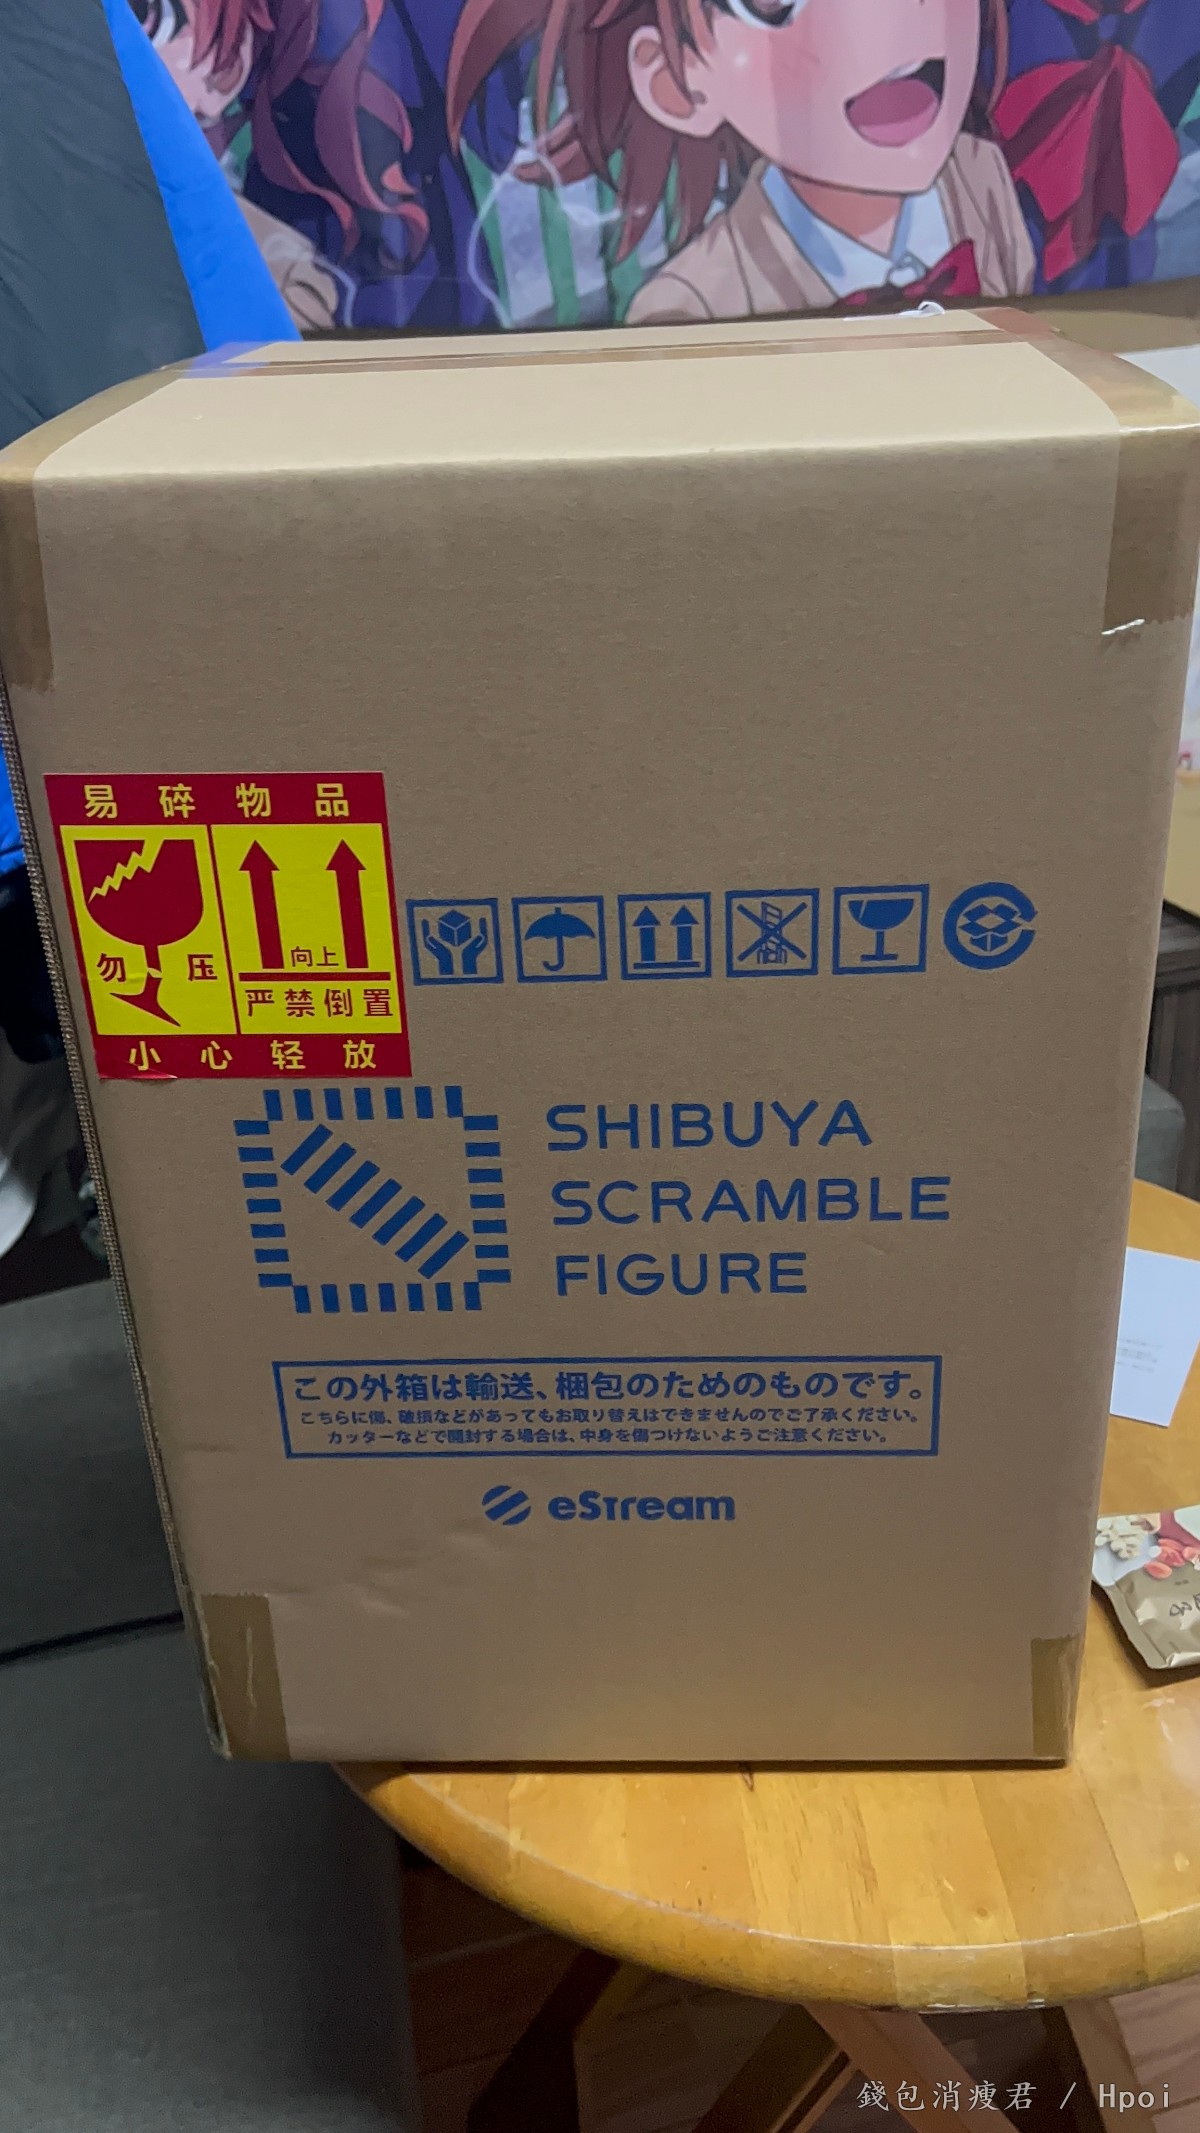 易碎物品
勿压
向上
严禁倒置
小心轻放
SHIBUYA
SCRAMBLE
FIGURE
この外箱は輸送、梱包のためのものです。
こちらに傷、破損などがあってもお取り替えはできませんのでご了承ください。
カッターなどで開封する場合は、中身を傷つけないようご注意ください。
eStream
錢包消瘦君 / Hpoi